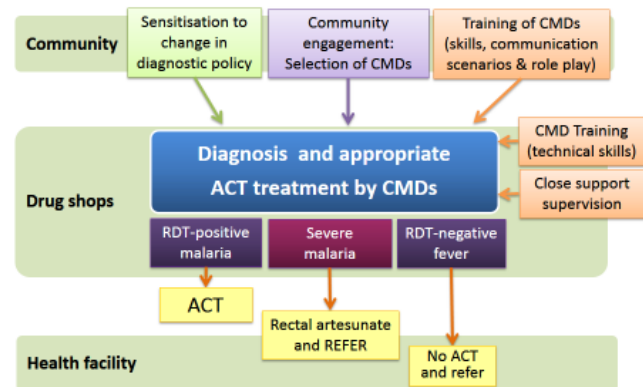 Community
Sensitisation to
change in
diagnostic policy
Community
engagement:
Selection of CMDs
Training of CMDs
(skills, communication
scenarios & role play)
Drug shops
Diagnosis and appropriate
ACT treatment by CMDs
CMD Training
(technical skills)
Close support
supervision
RDT-positive
malaria
Severe
malaria
RDT-negative
fever
ACT
Rectal artesunate
and REFER
No ACT
and refer
Health facility